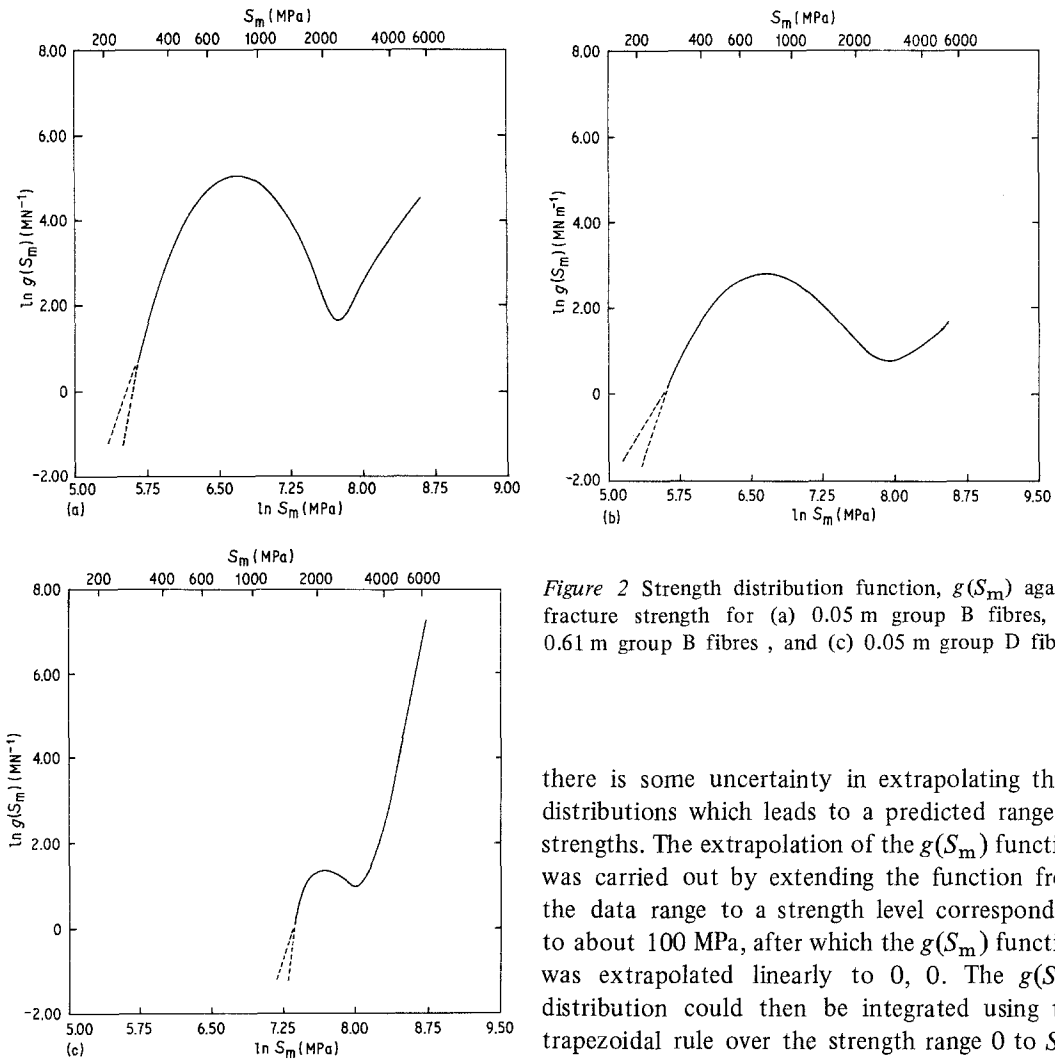 S_m (MPa)
200 400 600 1000 2000 4000 6000
8.00
6.00
4.00
2.00
0
-2.00
ln g(S_m) (MN⁻¹)
5.00 5.75 6.50 7.25 8.00 8.75 9.00
(a)
ln S_m (MPa)
S_m (MPa)
200 400 600 1000 2000 4000 6000
8.00
6.00
4.00
2.00
0
-2.00
ln g(S_m) (MN m⁻¹)
5.00 5.75 6.50 7.25 8.00 8.75 9.50
(b)
ln S_m (MPa)
S_m (MPa)
200 400 600 1000 2000 4000 6000
8.00
6.00
4.00
2.00
0
-2.00
ln g(S_m) (MN⁻¹)
5.00 5.75 6.50 7.25 8.00 8.75 9.50
(c)
ln S_m (MPa)
Figure 2 Strength distribution function, g(S_m) aga
fracture strength for (a) 0.05 m group B fibres,
0.61 m group B fibres , and (c) 0.05 m group D fib
there is some uncertainty in extrapolating th
distributions which leads to a predicted range
strengths. The extrapolation of the g(S_m) functi
was carried out by extending the function fro
the data range to a strength level correspond
to about 100 MPa, after which the g(S_m) functi
was extrapolated linearly to 0, 0. The g(S
distribution could then be integrated using t
trapezoidal rule over the strength range 0 to S